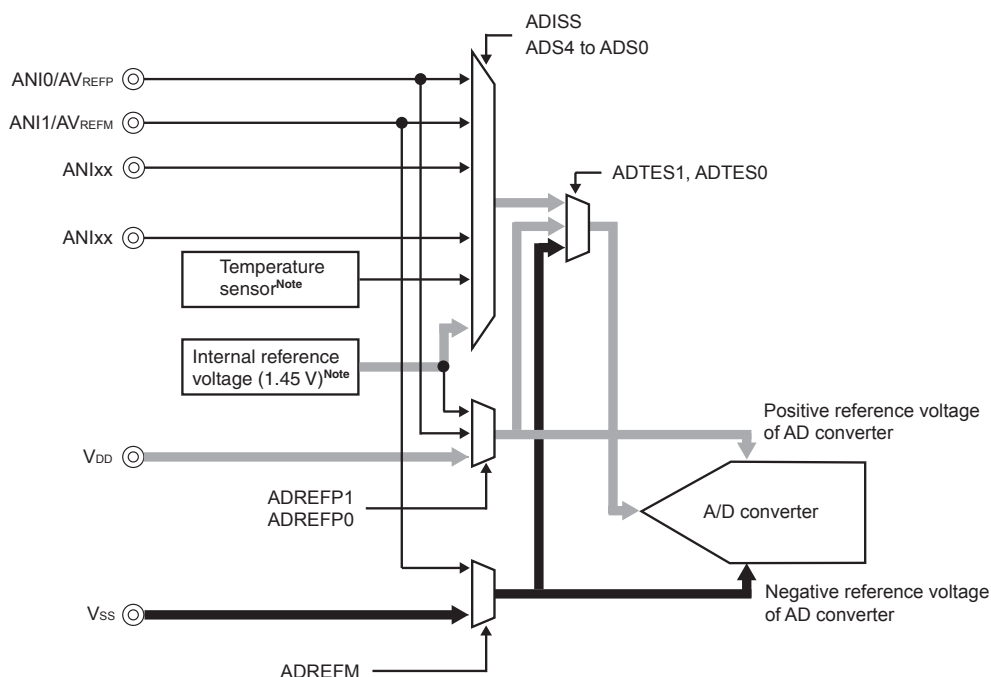 ADISS
ADS4 to ADS0
ANI0/AVREFP
ANI1/AVREFM
ANIxx
ADTES1, ADTES0
ANIxx
Temperature
sensorNote
Internal reference
voltage (1.45 V)Note
Positive reference voltage
of AD converter
VDD
ADREFP1
ADREFP0
A/D converter
Negative reference voltage
of AD converter
VSS
ADREFM